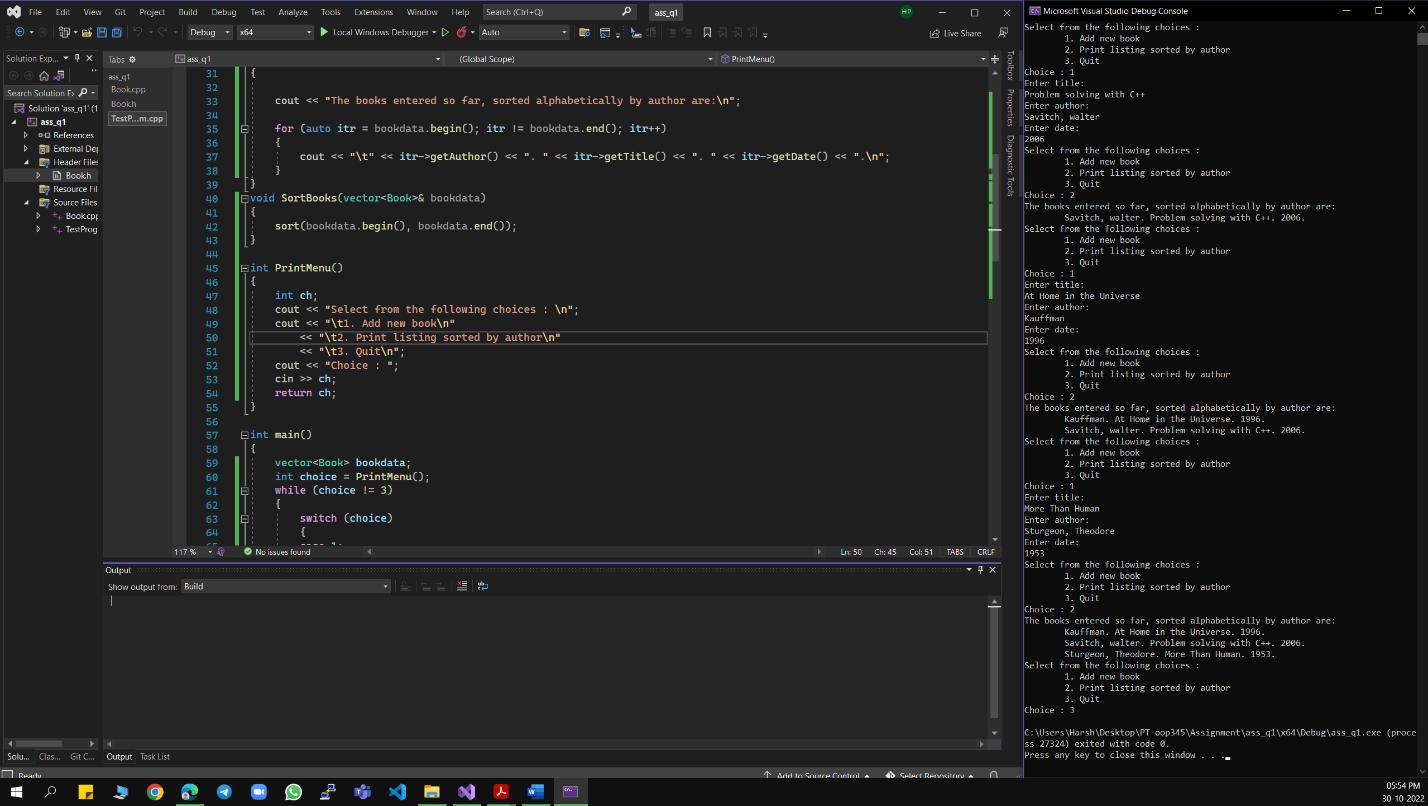 File Edit View Git Project Build Debug Test Analyze Tools Extensions Window Help Search (Ctrl+Q) ass_q1 HP
Debug x64 Local Windows Debugger Auto Live Share
Solution Exp...
Search Solution E
Solution 'ass_q1' (1
ass_q1
References
External Dep
Header Files
Book.h
Resource Fil
Source Files
Book.cpp
TestProg
Solu... Clas... Git C...
Tabs
ass_q1
Book.cpp
Book.h
TestP...m.cpp
ass_q1 (Global Scope) PrintMenu()
31 {
32
33 cout << "The books entered so far, sorted alphabetically by author are:\n";
34
35 for (auto itr = bookdata.begin(); itr != bookdata.end(); itr++)
36 {
37 cout << "\t" << itr->getAuthor() << ". " << itr->getTitle() << ". " << itr->getDate() << ".\n";
38 }
39 }
40 void SortBooks(vector<Book>& bookdata)
41 {
42 sort(bookdata.begin(), bookdata.end());
43 }
44
45 int PrintMenu()
46 {
47 int ch;
48 cout << "Select from the following choices : \n";
49 cout << "\t1. Add new book\n"
50 << "\t2. Print listing sorted by author\n"
51 << "\t3. Quit\n";
52 cout << "Choice : ";
53 cin >> ch;
54 return ch;
55 }
56
57 int main()
58 {
59 vector<Book> bookdata;
60 int choice = PrintMenu();
61 while (choice != 3)
62 {
63 switch (choice)
64 {
117 % No issues found Ln: 50 Ch: 45 Col: 51 TABS CRLF
Output
Show output from: Build
Output Task List
Toolbox
Properties
Diagnostic Tools
Ready Add to Source Control Select Repository
Microsoft Visual Studio Debug Console
Select from the following choices :
1. Add new book
2. Print listing sorted by author
3. Quit
Choice : 1
Enter title:
Problem solving with C++
Enter author:
Savitch, walter
Enter date:
2006
Select from the following choices :
1. Add new book
2. Print listing sorted by author
3. Quit
Choice : 2
The books entered so far, sorted alphabetically by author are:
Savitch, walter. Problem solving with C++. 2006.
Select from the following choices :
1. Add new book
2. Print listing sorted by author
3. Quit
Choice : 1
Enter title:
At Home in the Universe
Enter author:
Kauffman
Enter date:
1996
Select from the following choices :
1. Add new book
2. Print listing sorted by author
3. Quit
Choice : 2
The books entered so far, sorted alphabetically by author are:
Kauffman. At Home in the Universe. 1996.
Savitch, walter. Problem solving with C++. 2006.
Select from the following choices :
1. Add new book
2. Print listing sorted by author
3. Quit
Choice : 1
Enter title:
More Than Human
Enter author:
Sturgeon, Theodore
Enter date:
1953
Select from the following choices :
1. Add new book
2. Print listing sorted by author
3. Quit
Choice : 2
The books entered so far, sorted alphabetically by author are:
Kauffman. At Home in the Universe. 1996.
Savitch, walter. Problem solving with C++. 2006.
Sturgeon, Theodore. More Than Human. 1953.
Select from the following choices :
1. Add new book
2. Print listing sorted by author
3. Quit
Choice : 3
C:\Users\Harsh\Desktop\PT-oop345\Assignment\ass_q1\x64\Debug\ass_q1.exe (proce
ss 27324) exited with code 0.
Press any key to close this window . . .
05:54 PM
30-10-2022